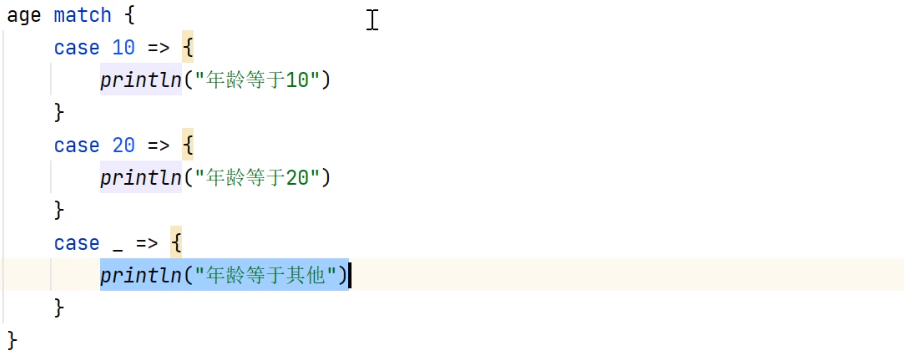 age match {
    case 10 => {
        println("年龄等于10")
    }
    case 20 => {
        println("年龄等于20")
    }
    case _ => {
        println("年龄等于其他")
    }
}